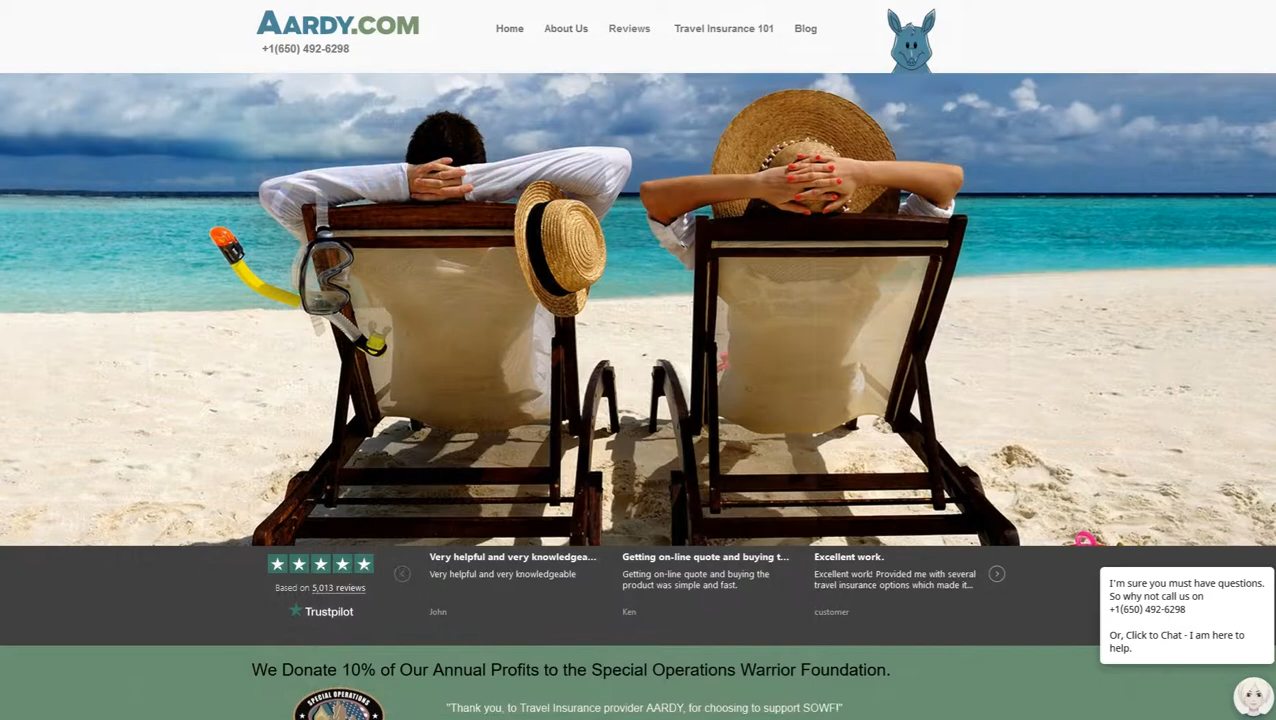 AARDY.COM
+1(650) 492-6298
Home
About Us
Reviews
Travel Insurance 101
Blog
Based on 5,013 reviews
Trustpilot
Very helpful and very knowledgea...
Very helpful and very knowledgeable
John
Getting on-line quote and buying t...
Getting on-line quote and buying the
product was simple and fast.
Ken
Excellent work.
Excellent work! Provided me with several
travel insurance options which made it...
customer
I'm sure you must have questions.
So why not call us on
+1(650) 492-6298
Or, Click to Chat - I am here to
help.
We Donate 10% of Our Annual Profits to the Special Operations Warrior Foundation.
SPECIAL OPERATIONS
"Thank you, to Travel Insurance provider AARDY, for choosing to support SOWF!"